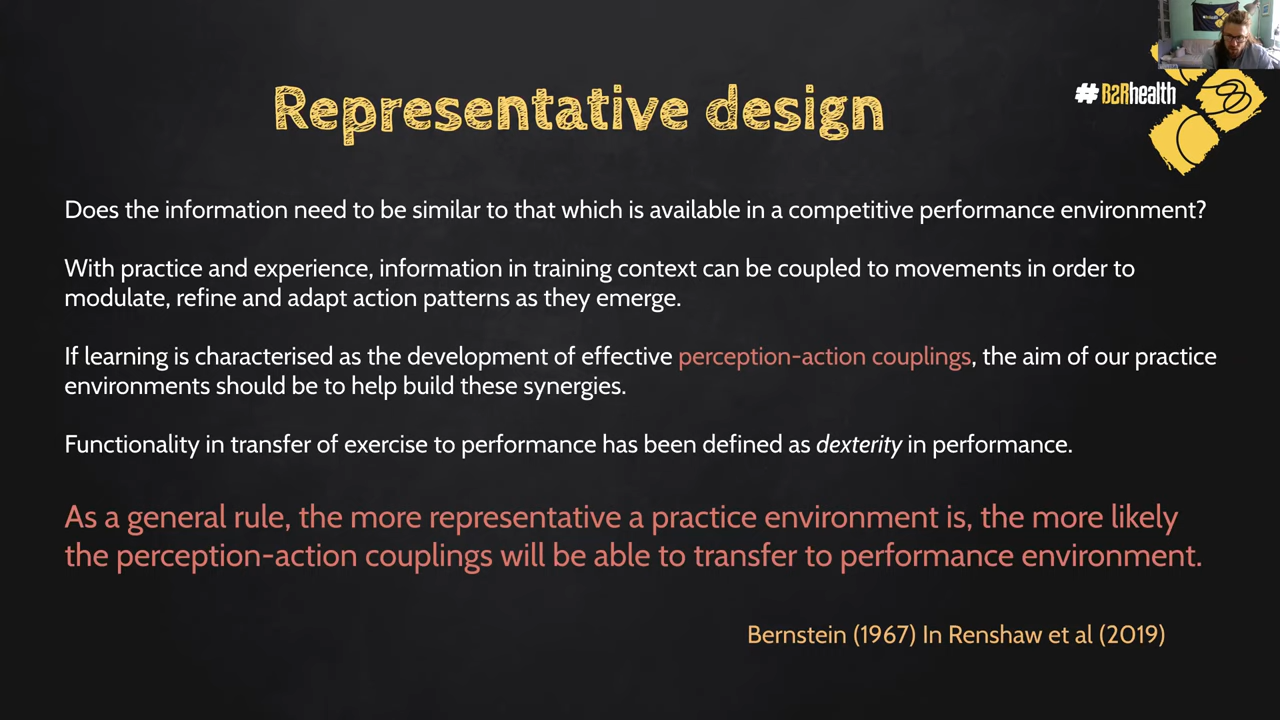 Representative design
#B2Rhealth
Does the information need to be similar to that which is available in a competitive performance environment?
With practice and experience, information in training context can be coupled to movements in order to
modulate, refine and adapt action patterns as they emerge.
If learning is characterised as the development of effective perception-action couplings, the aim of our practice
environments should be to help build these synergies.
Functionality in transfer of exercise to performance has been defined as dexterity in performance.
As a general rule, the more representative a practice environment is, the more likely
the perception-action couplings will be able to transfer to performance environment.
Bernstein (1967) In Renshaw et al (2019)